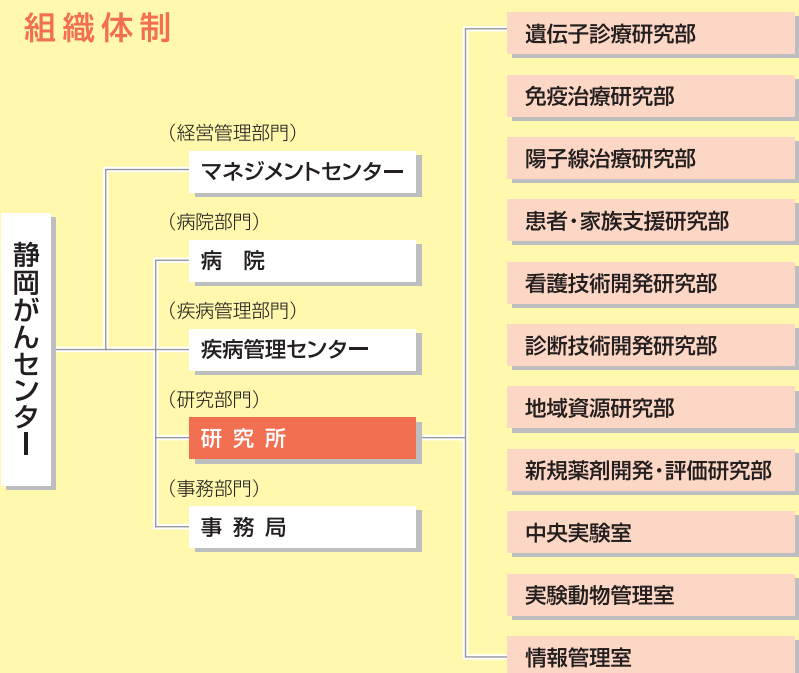 組織体制
静岡がんセンター
（経営管理部門）
マネジメントセンター
（病院部門）
病　院
（疾病管理部門）
疾病管理センター
（研究部門）
研 究 所
（事務部門）
事 務 局
遺伝子診療研究部
免疫治療研究部
陽子線治療研究部
患者・家族支援研究部
看護技術開発研究部
診断技術開発研究部
地域資源研究部
新規薬剤開発・評価研究部
中央実験室
実験動物管理室
情報管理室